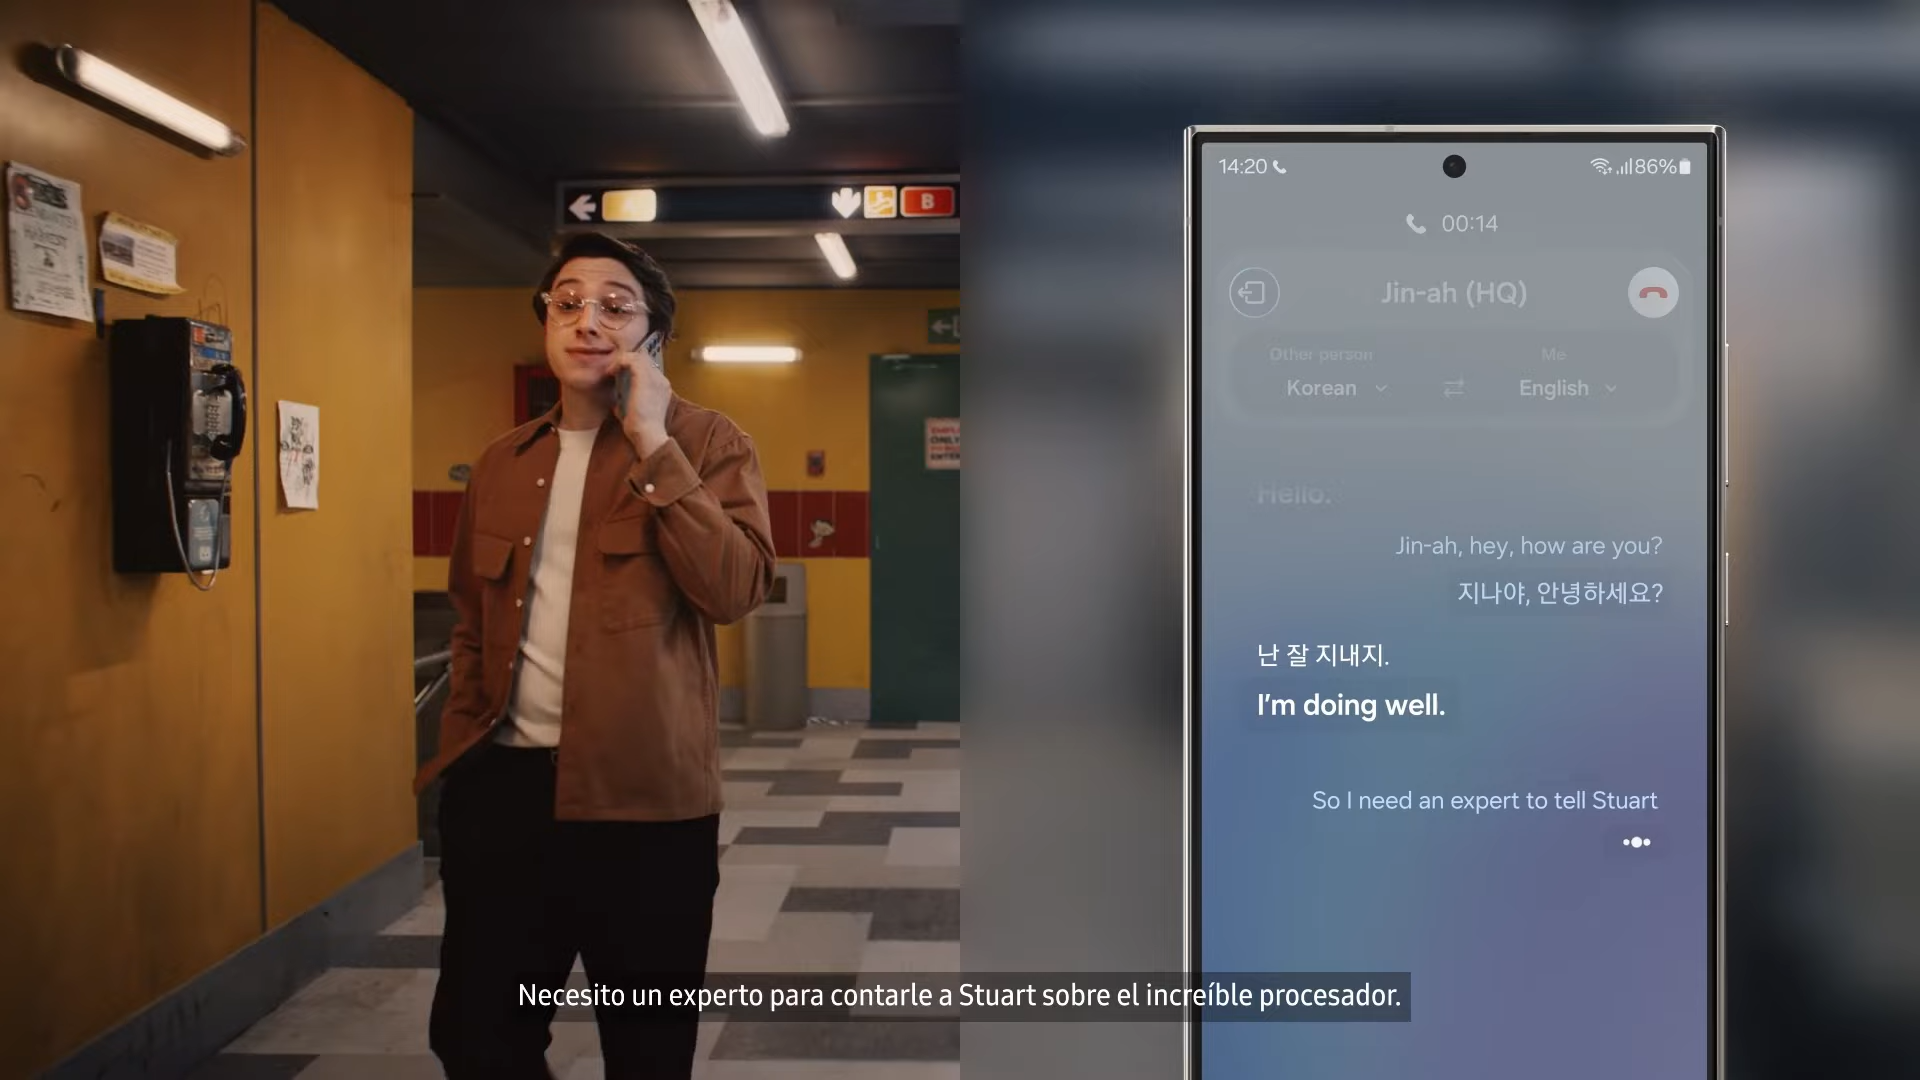 B
ONLY
14:20
86%
00:14
Jin-ah (HQ)
Other person
Me
Korean
English
Hello.
Jin-ah, hey, how are you?
지나야, 안녕하세요?
난 잘 지내지.
I'm doing well.
So I need an expert to tell Stuart
Necesito un experto para contarle a Stuart sobre el increíble procesador.